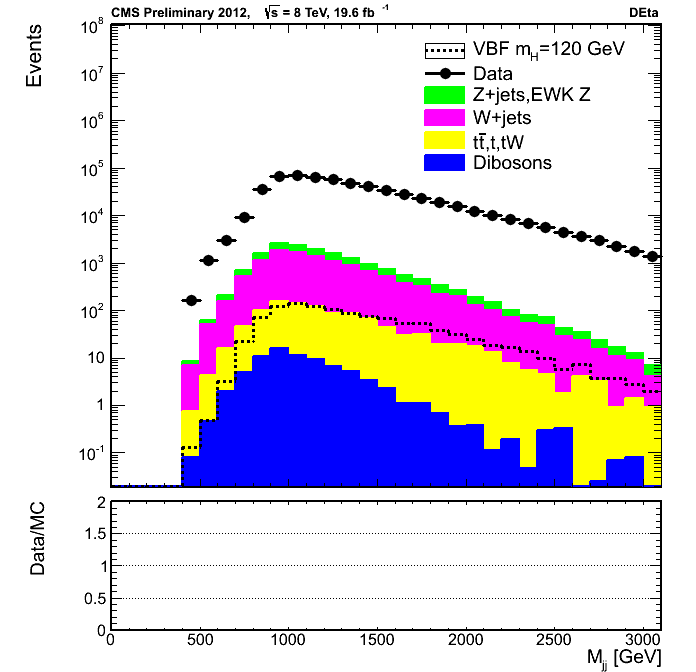 CMS Preliminary 2012, √s = 8 TeV, 19.6 fb⁻¹ DEta
Events
10⁸
10⁷
10⁶
10⁵
10⁴
10³
10²
10
1
10⁻¹
VBF m_H=120 GeV
Data
Z+jets,EWK Z
W+jets
tt̄,t,tW
Dibosons
Data/MC
2
1.5
1
0.5
0
0 500 1000 1500 2000 2500 3000
M_jj [GeV]